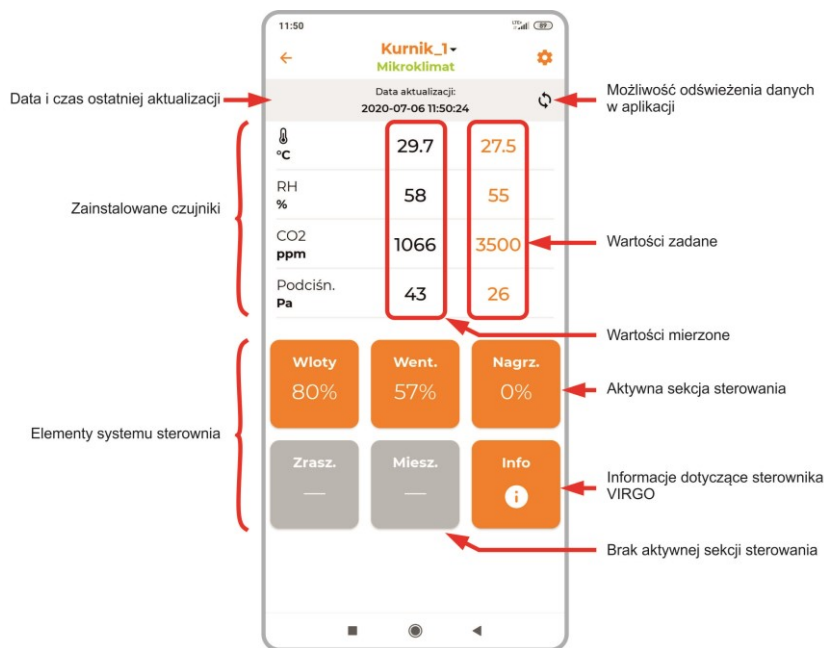 11:50
LTE+
89
Kurnik_1
Mikroklimat
Data i czas ostatniej aktualizacji
Data aktualizacji:
2020-07-06 11:50:24
Możliwość odświeżenia danych
w aplikacji
Zainstalowane czujniki
°C
29.7
27.5
RH
%
58
55
CO2
ppm
1066
3500
Wartości zadane
Podciśn.
Pa
43
26
Wartości mierzone
Elementy systemu sterownia
Wloty
80%
Went.
57%
Nagrz.
0%
Aktywna sekcja sterowania
Zrasz.
—
Miesz.
—
Info
i
Informacje dotyczące sterownika
VIRGO
Brak aktywnej sekcji sterowania